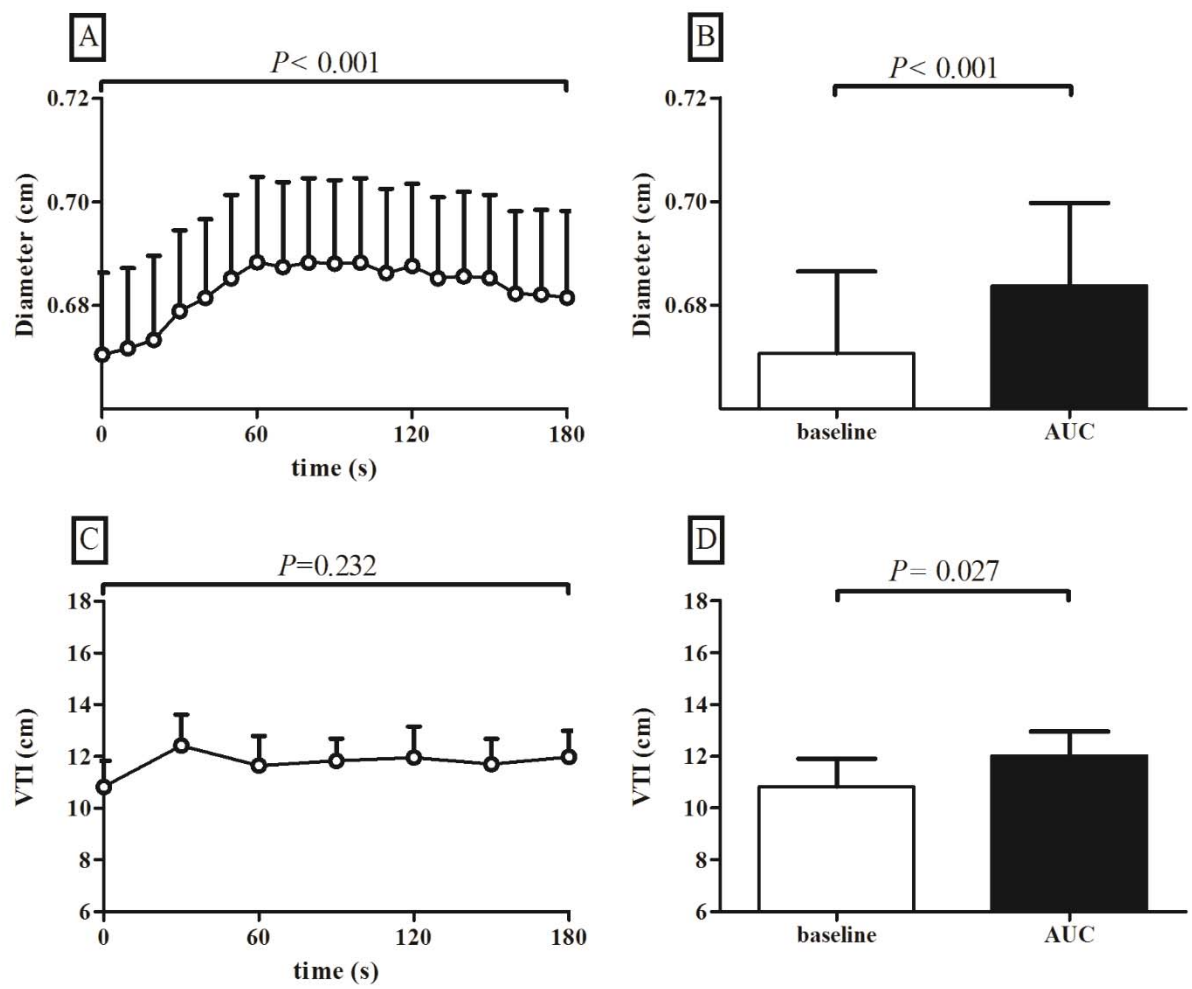 A
P< 0.001
0.72
0.70
0.68
Diameter (cm)
0
60
120
180
time (s)
B
P< 0.001
0.72
0.70
0.68
Diameter (cm)
baseline
AUC
C
P=0.232
18
16
14
12
10
8
6
VTI (cm)
0
60
120
180
time (s)
D
P= 0.027
18
16
14
12
10
8
6
VTI (cm)
baseline
AUC